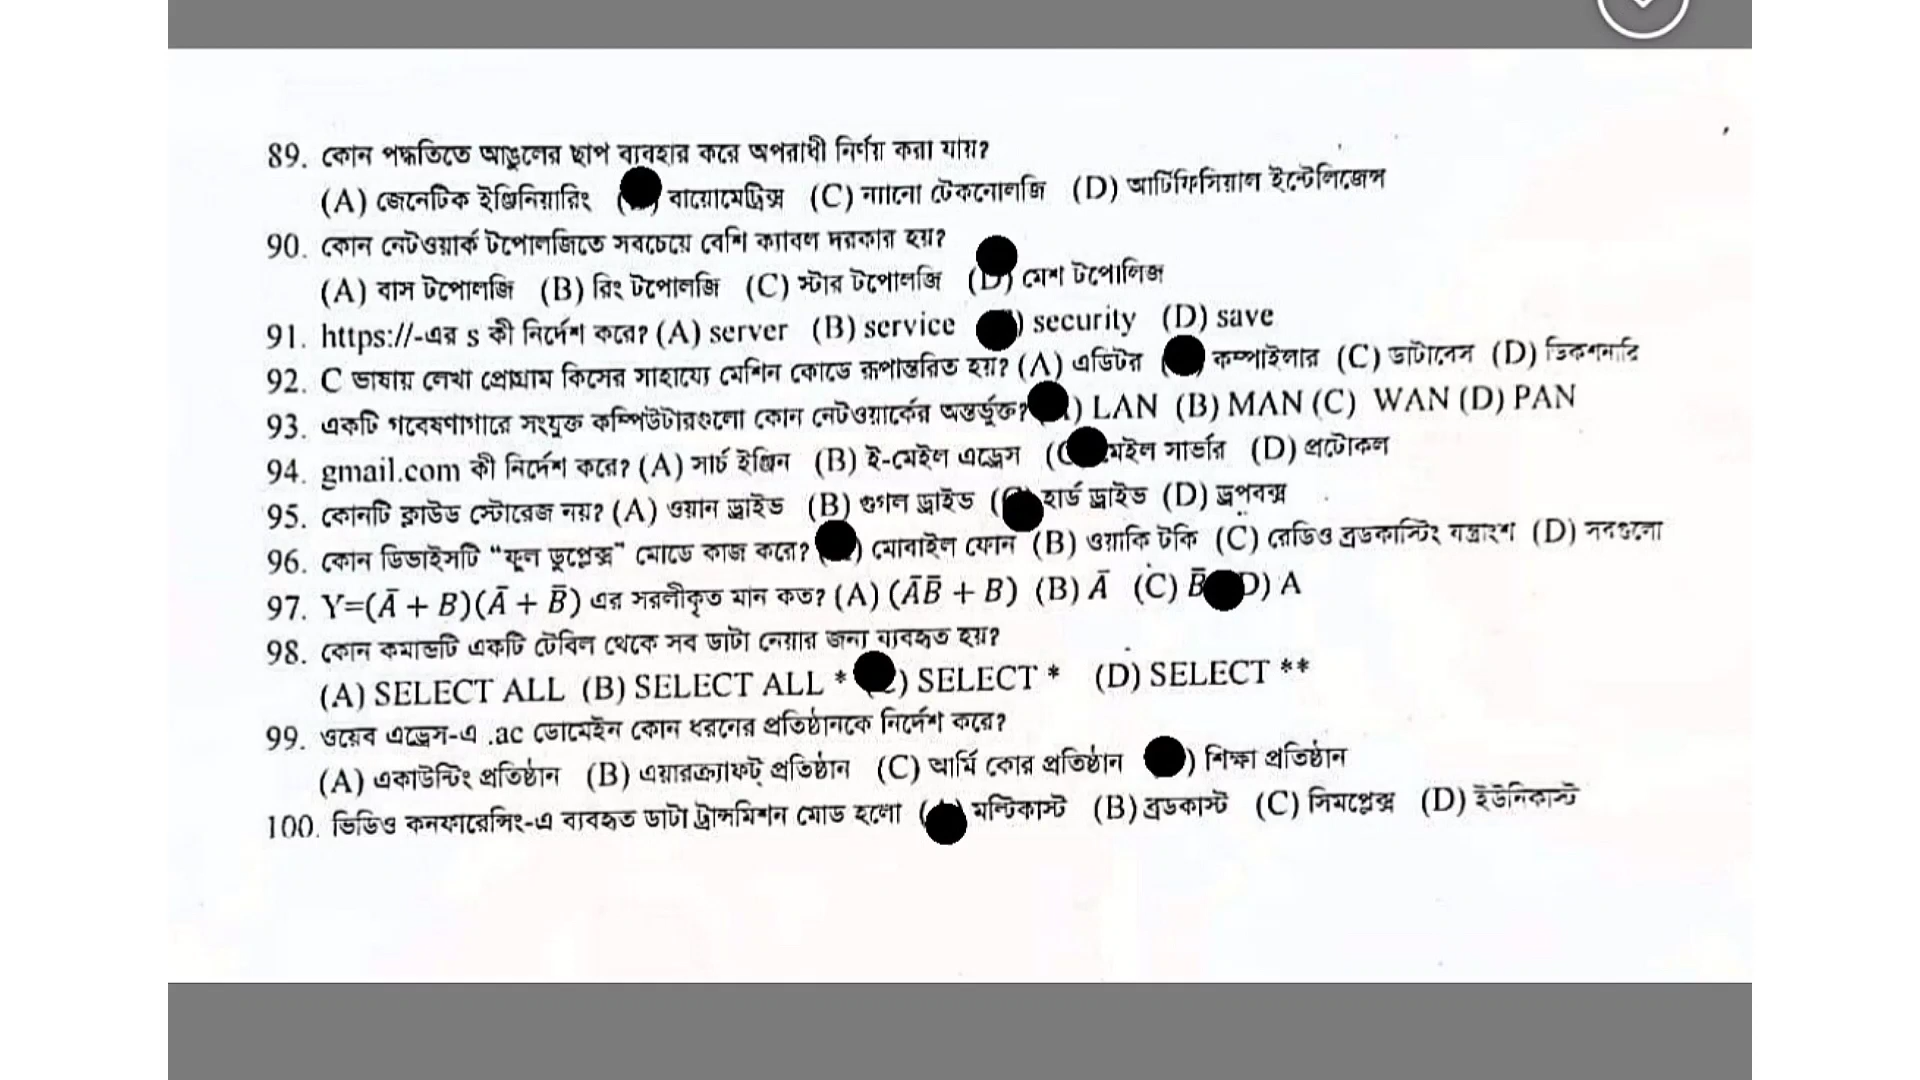 89. কোন পদ্ধতিতে আঙুলের ছাপ ব্যবহার করে অপরাধী নির্ণয় করা যায়?
(A) জেনেটিক ইঞ্জিনিয়ারিং ( ) বায়োমেট্রিক্স (C) ন্যানো টেকনোলজি (D) আর্টিফিসিয়াল ইন্টেলিজেন্স
90. কোন নেটওয়ার্ক টপোলজিতে সবচেয়ে বেশি ক্যাবল দরকার হয়?
(A) বাস টপোলজি (B) রিং টপোলজি (C) স্টার টপোলজি (D) মেশ টপোলিজ
91. https://-এর s কী নির্দেশ করে? (A) server (B) service ) security (D) save
92. C ভাষায় লেখা প্রোগ্রাম কিসের সাহায্যে মেশিন কোডে রূপান্তরিত হয়? (A) এডিটর ( কম্পাইলার (C) ডাটাবেস (D) ডিকশনারি
93. একটি গবেষণাগারে সংযুক্ত কম্পিউটারগুলো কোন নেটওয়ার্কের অন্তর্ভুক্ত? ) LAN (B) MAN (C) WAN (D) PAN
94. gmail.com কী নির্দেশ করে? (A) সার্চ ইঞ্জিন (B) ই-মেইল এড্রেস (C মেইল সার্ভার (D) প্রটোকল
95. কোনটি ক্লাউড স্টোরেজ নয়? (A) ওয়ান ড্রাইভ (B) গুগল ড্রাইভ (C) হার্ড ড্রাইভ (D) ড্রপবক্স
96. কোন ডিভাইসটি “ফুল ডুপ্লেক্স” মোডে কাজ করে? ) মোবাইল ফোন (B) ওয়াকি টকি (C) রেডিও ব্রডকাস্টিং যন্ত্রাংশ (D) সবগুলো
97. Y=(Ā + B)(Ā + B̄) এর সরলীকৃত মান কত? (A) (ĀB̄ + B) (B) Ā (C) B̄ D) A
98. কোন কমান্ডটি একটি টেবিল থেকে সব ডাটা নেয়ার জন্য ব্যবহৃত হয়?
(A) SELECT ALL (B) SELECT ALL * ) SELECT * (D) SELECT **
99. ওয়েব এড্রেস-এ .ac ডোমেইন কোন ধরনের প্রতিষ্ঠানকে নির্দেশ করে?
(A) একাউন্টিং প্রতিষ্ঠান (B) এয়ারক্র্যাফট্ প্রতিষ্ঠান (C) আর্মি কোর প্রতিষ্ঠান ) শিক্ষা প্রতিষ্ঠান
100. ভিডিও কনফারেন্সিং-এ ব্যবহৃত ডাটা ট্রান্সমিশন মোড হলো ( ) মল্টিকাস্ট (B) ব্রডকাস্ট (C) সিমপ্লেক্স (D) ইউনিকাস্ট